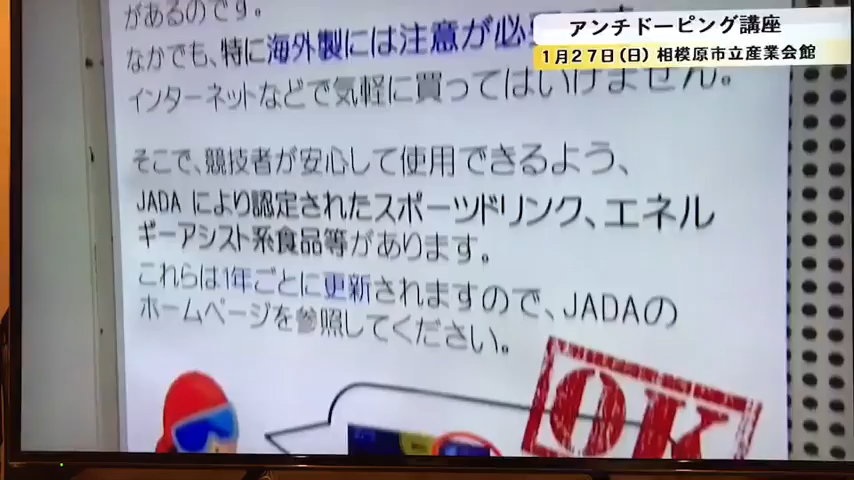 アンチドーピング講座
1月27日(日)相模原市立産業会館
があるのです。
なかでも、特に海外製には注意が必要です
インターネットなどで気軽に買ってはいけません。
そこで、競技者が安心して使用できるよう、
JADAにより認定されたスポーツドリンク、エネル
ギーアシスト系食品等があります。
これらは1年ごとに更新されますので、JADAの
ホームページを参照してください。
OK